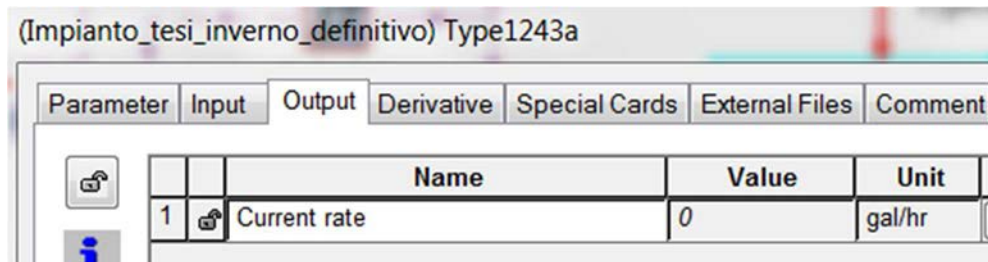 (Impianto_tesi_inverno_definitivo) Type1243a
Parameter Input Output Derivative Special Cards External Files Comment
Name Value Unit
1 Current rate 0 gal/hr
i